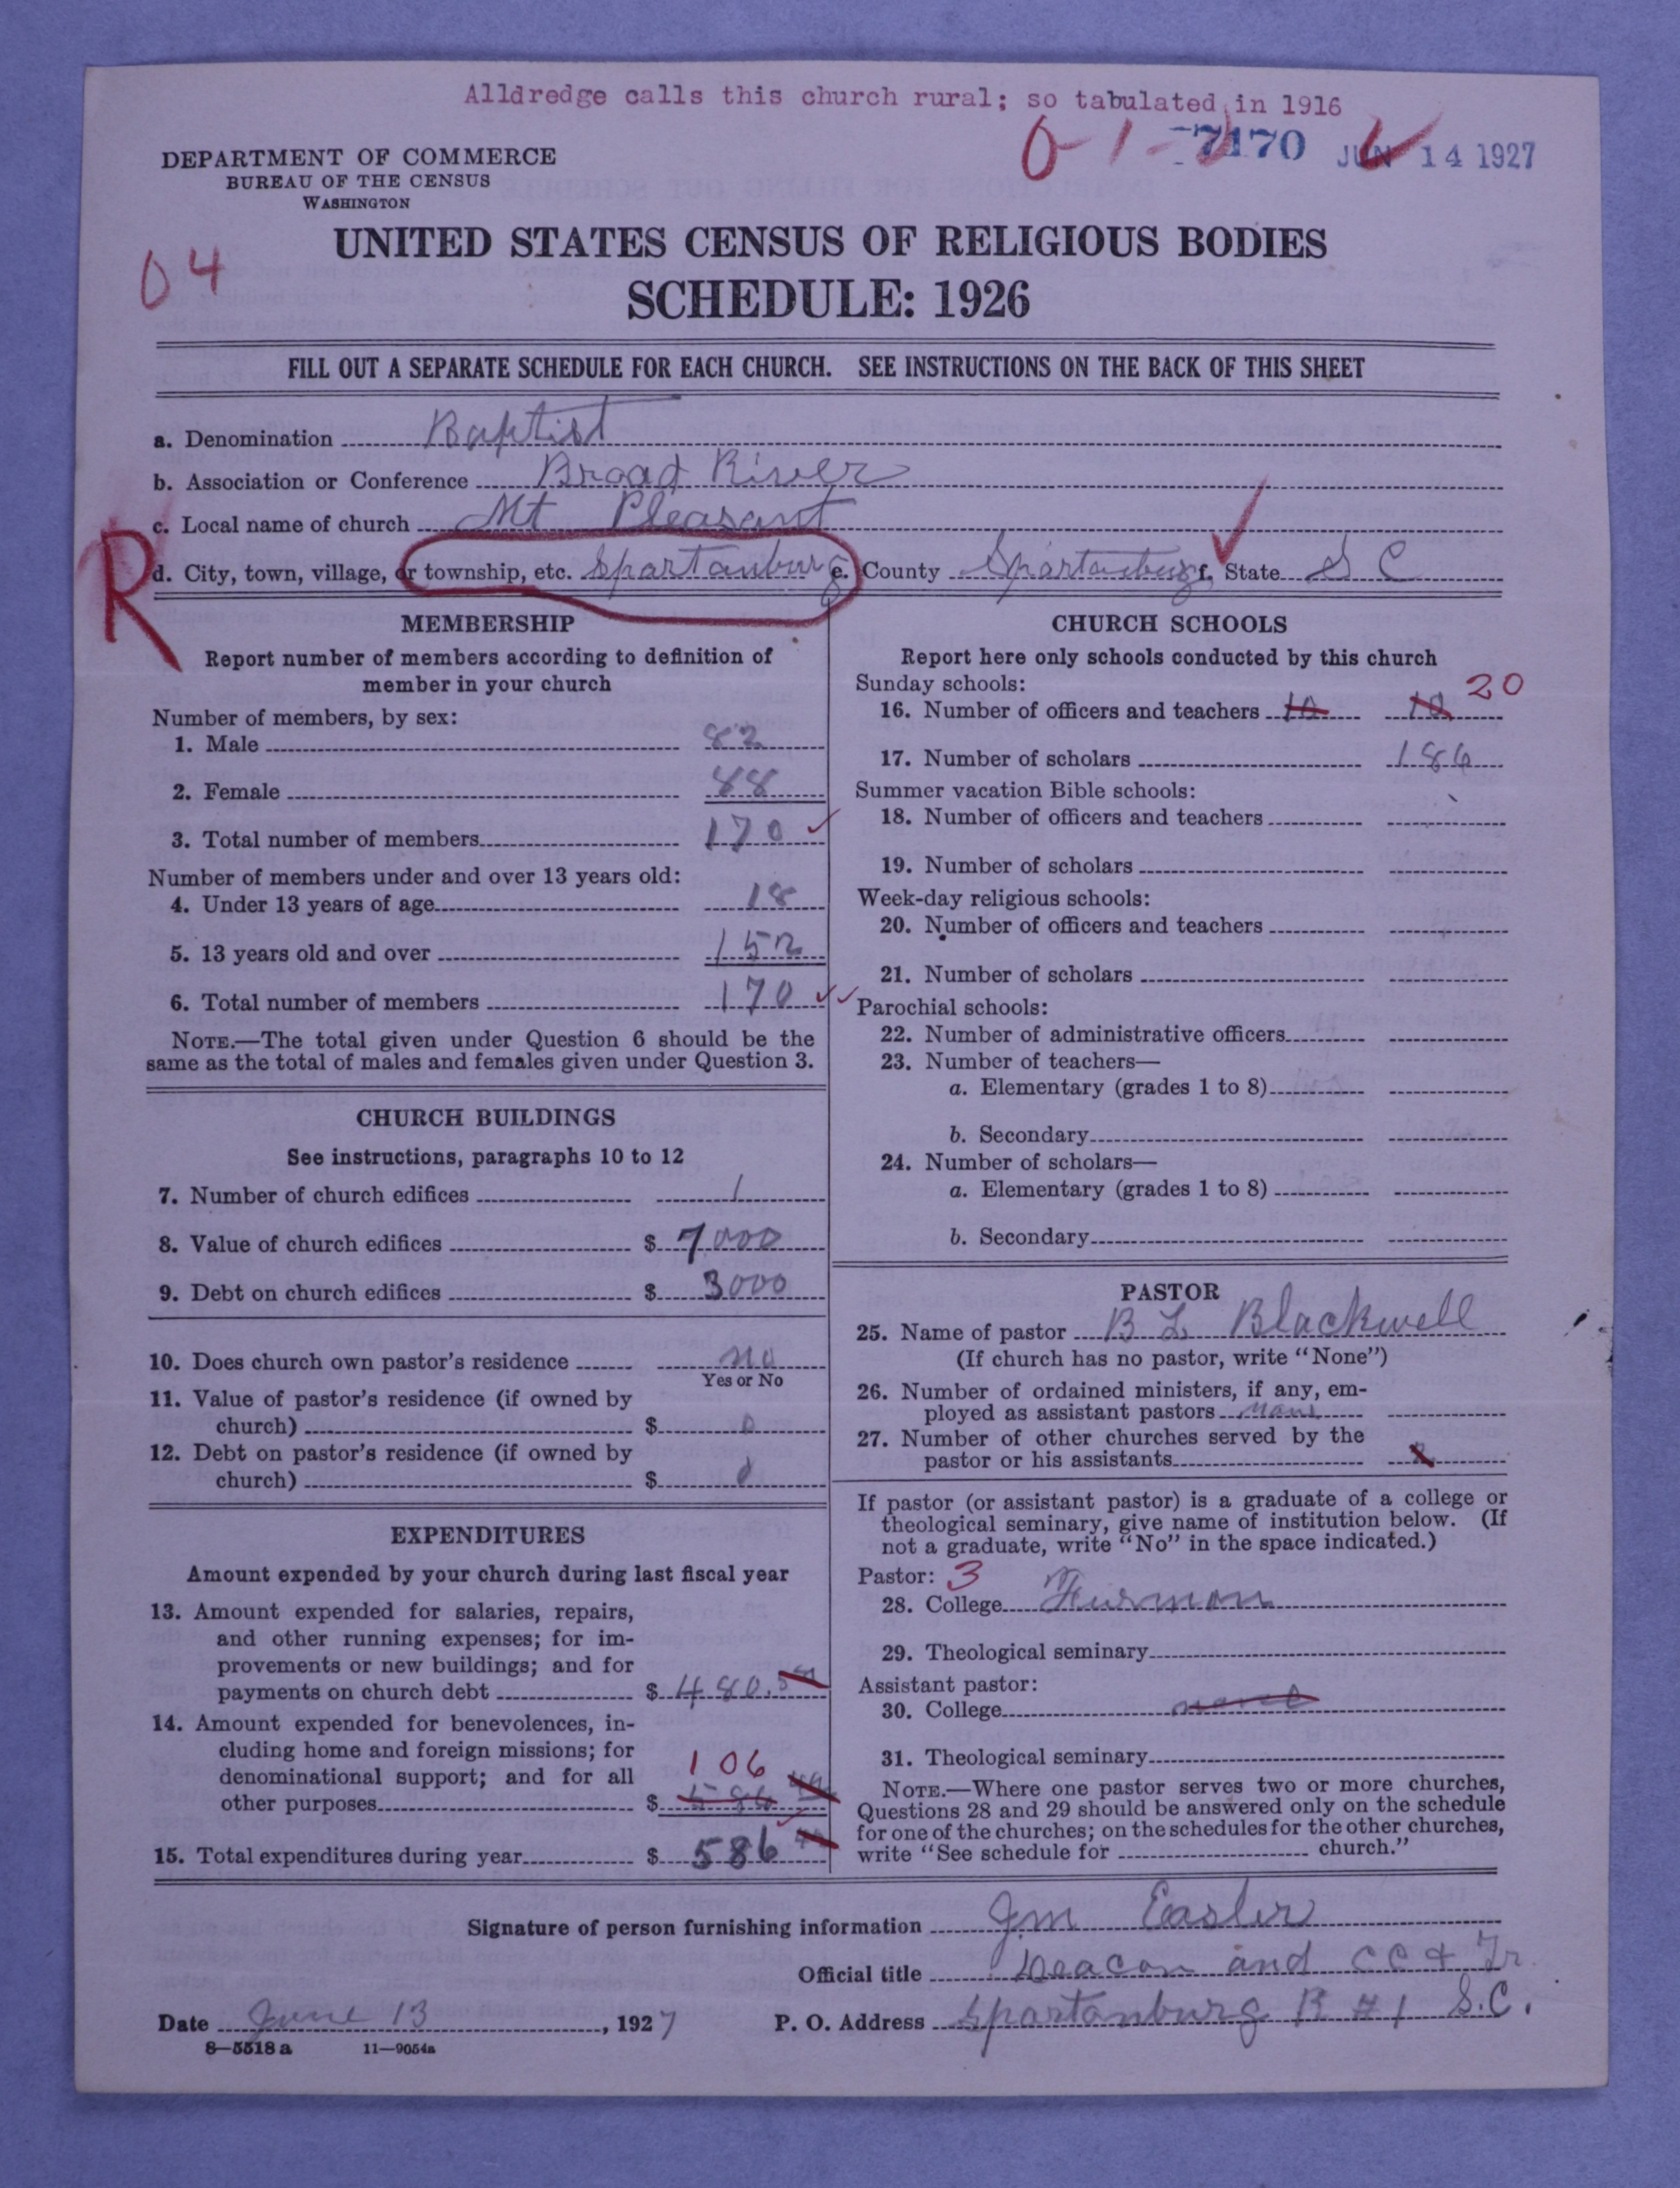 Alldredge calls this church rural; so tabulated in 1916
0-1-
7170 JUN 14 1927
DEPARTMENT OF COMMERCE
BUREAU OF THE CENSUS
WASHINGTON
04
UNITED STATES CENSUS OF RELIGIOUS BODIES
SCHEDULE: 1926
FILL OUT A SEPARATE SCHEDULE FOR EACH CHURCH. SEE INSTRUCTIONS ON THE BACK OF THIS SHEET
a. Denomination Baptist
b. Association or Conference Broad River
c. Local name of church Mt Pleasant
R
d. City, town, village, or township, etc. Spartanburg e. County Spartanburg f. State S C
MEMBERSHIP
Report number of members according to definition of
member in your church
Number of members, by sex:
1. Male 82
2. Female 88
3. Total number of members 170
Number of members under and over 13 years old:
4. Under 13 years of age 18
5. 13 years old and over 152
6. Total number of members 170
NOTE.—The total given under Question 6 should be the
same as the total of males and females given under Question 3.
CHURCH BUILDINGS
See instructions, paragraphs 10 to 12
7. Number of church edifices 1
8. Value of church edifices $ 7,000
9. Debt on church edifices $ 3000
10. Does church own pastor's residence no
Yes or No
11. Value of pastor's residence (if owned by
church) $ 0
12. Debt on pastor's residence (if owned by
church) $ 0
EXPENDITURES
Amount expended by your church during last fiscal year
13. Amount expended for salaries, repairs,
and other running expenses; for im-
provements or new buildings; and for
payments on church debt $ 480.
14. Amount expended for benevolences, in-
cluding home and foreign missions; for
denominational support; and for all
106
other purposes $ 586
15. Total expenditures during year $ 586
CHURCH SCHOOLS
Report here only schools conducted by this church
Sunday schools:
16. Number of officers and teachers 10 10 20
17. Number of scholars 186
Summer vacation Bible schools:
18. Number of officers and teachers
19. Number of scholars
Week-day religious schools:
20. Number of officers and teachers
21. Number of scholars
Parochial schools:
22. Number of administrative officers
23. Number of teachers—
a. Elementary (grades 1 to 8)
b. Secondary
24. Number of scholars—
a. Elementary (grades 1 to 8)
b. Secondary
PASTOR
25. Name of pastor B L Blackwell
(If church has no pastor, write "None")
26. Number of ordained ministers, if any, em-
ployed as assistant pastors none
27. Number of other churches served by the
pastor or his assistants
If pastor (or assistant pastor) is a graduate of a college or
theological seminary, give name of institution below. (If
not a graduate, write "No" in the space indicated.)
Pastor: 3
28. College Furmon
29. Theological seminary
Assistant pastor:
30. College none
31. Theological seminary
NOTE.—Where one pastor serves two or more churches,
Questions 28 and 29 should be answered only on the schedule
for one of the churches; on the schedules for the other churches,
write "See schedule for church."
Signature of person furnishing information Jm Easler
Official title Deacon and CC & Tr
Date June 13, 1927 P. O. Address Spartanburg R #1 S.C.
8—5518 a 11—9054a